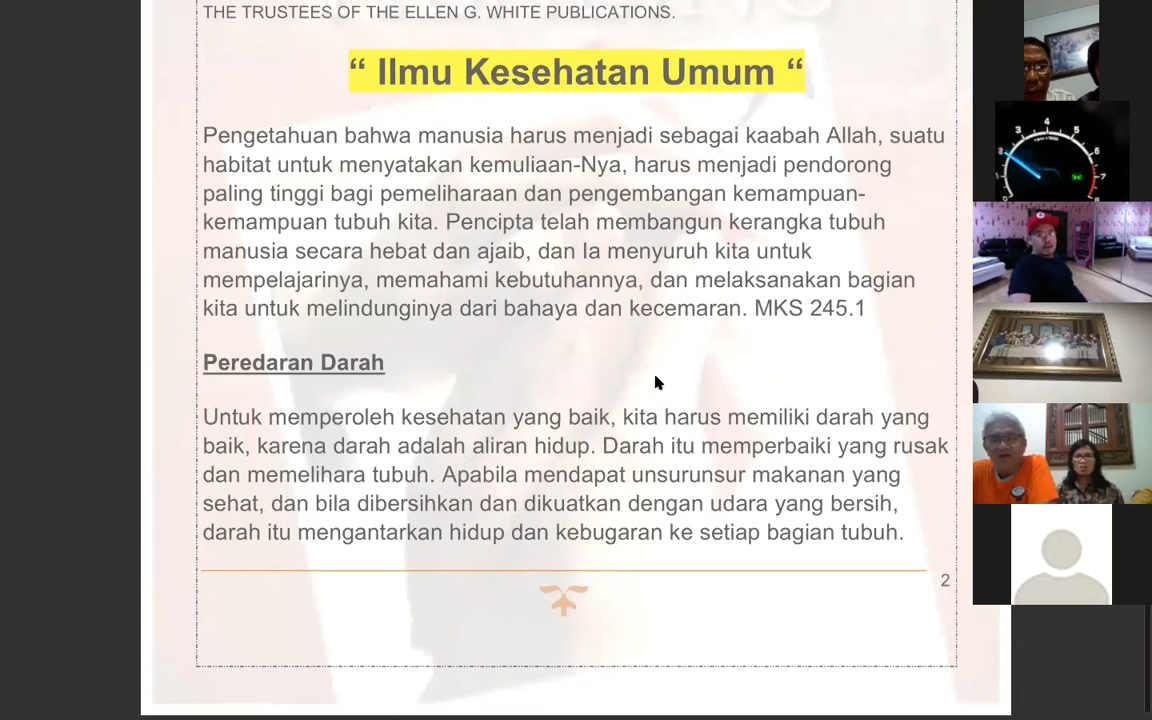 THE TRUSTEES OF THE ELLEN G. WHITE PUBLICATIONS.
“ Ilmu Kesehatan Umum “
Pengetahuan bahwa manusia harus menjadi sebagai kaabah Allah, suatu
habitat untuk menyatakan kemuliaan-Nya, harus menjadi pendorong
paling tinggi bagi pemeliharaan dan pengembangan kemampuan-
kemampuan tubuh kita. Pencipta telah membangun kerangka tubuh
manusia secara hebat dan ajaib, dan Ia menyuruh kita untuk
mempelajarinya, memahami kebutuhannya, dan melaksanakan bagian
kita untuk melindunginya dari bahaya dan kecemaran. MKS 245.1
Peredaran Darah
Untuk memperoleh kesehatan yang baik, kita harus memiliki darah yang
baik, karena darah adalah aliran hidup. Darah itu memperbaiki yang rusak
dan memelihara tubuh. Apabila mendapat unsurunsur makanan yang
sehat, dan bila dibersihkan dan dikuatkan dengan udara yang bersih,
darah itu mengantarkan hidup dan kebugaran ke setiap bagian tubuh.
2
3
4
5
6
7